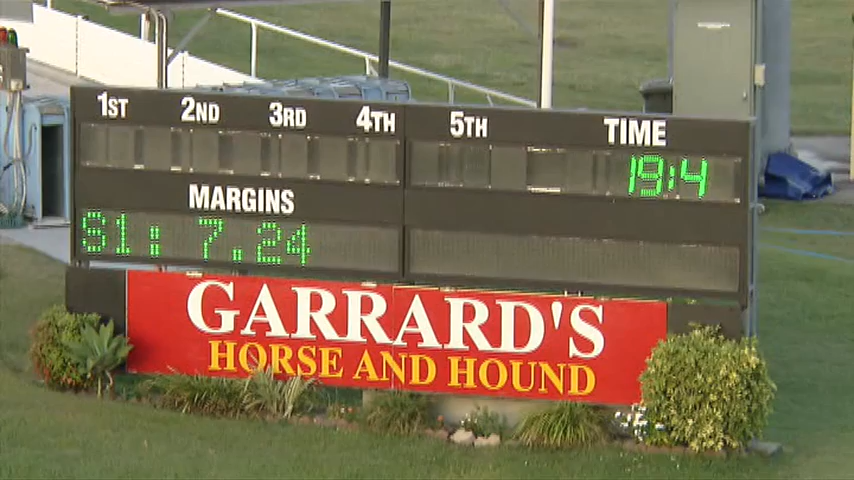 1ST 2ND 3RD 4TH 5TH TIME
19:4
MARGINS
S1: 7.24
GARRARD'S
HORSE AND HOUND